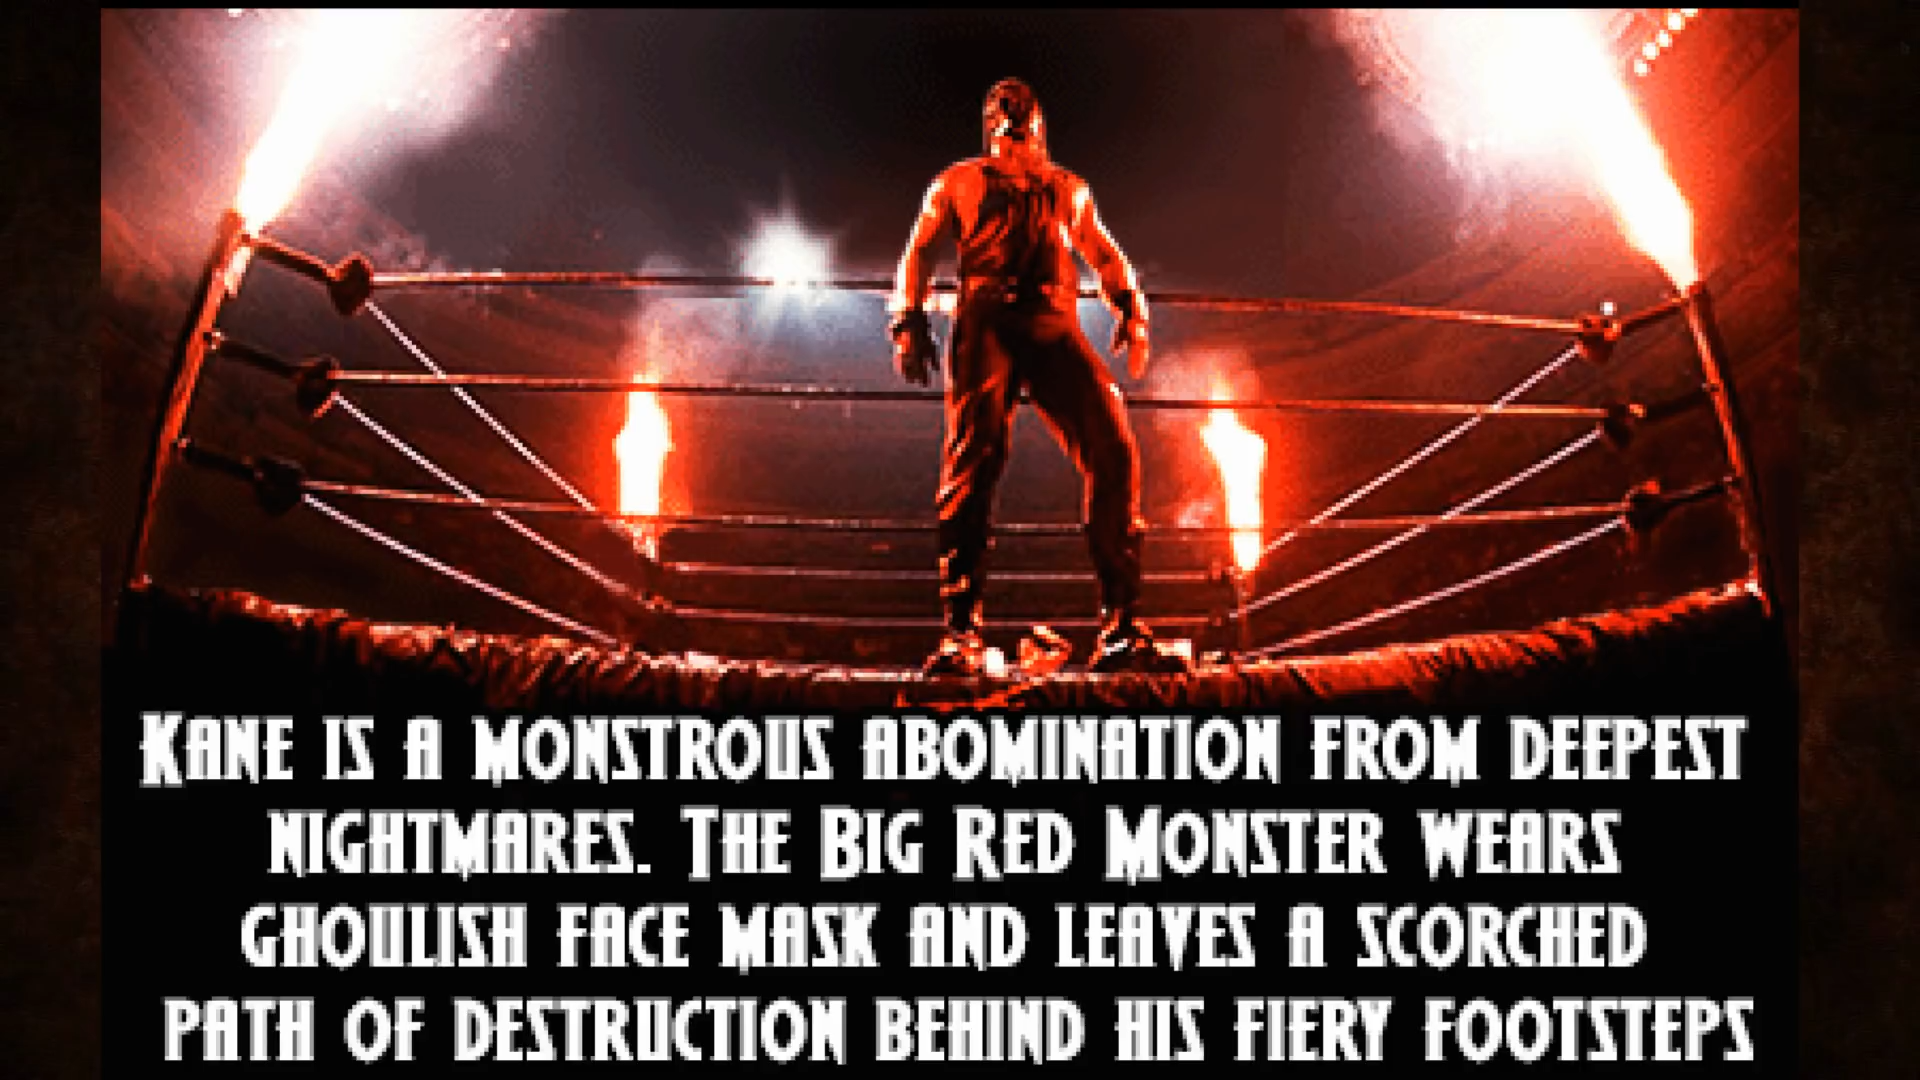 Kane is a monstrous abomination from deepest
nightmares. The Big Red Monster wears
ghoulish face mask and leaves a scorched
path of destruction behind his fiery footsteps